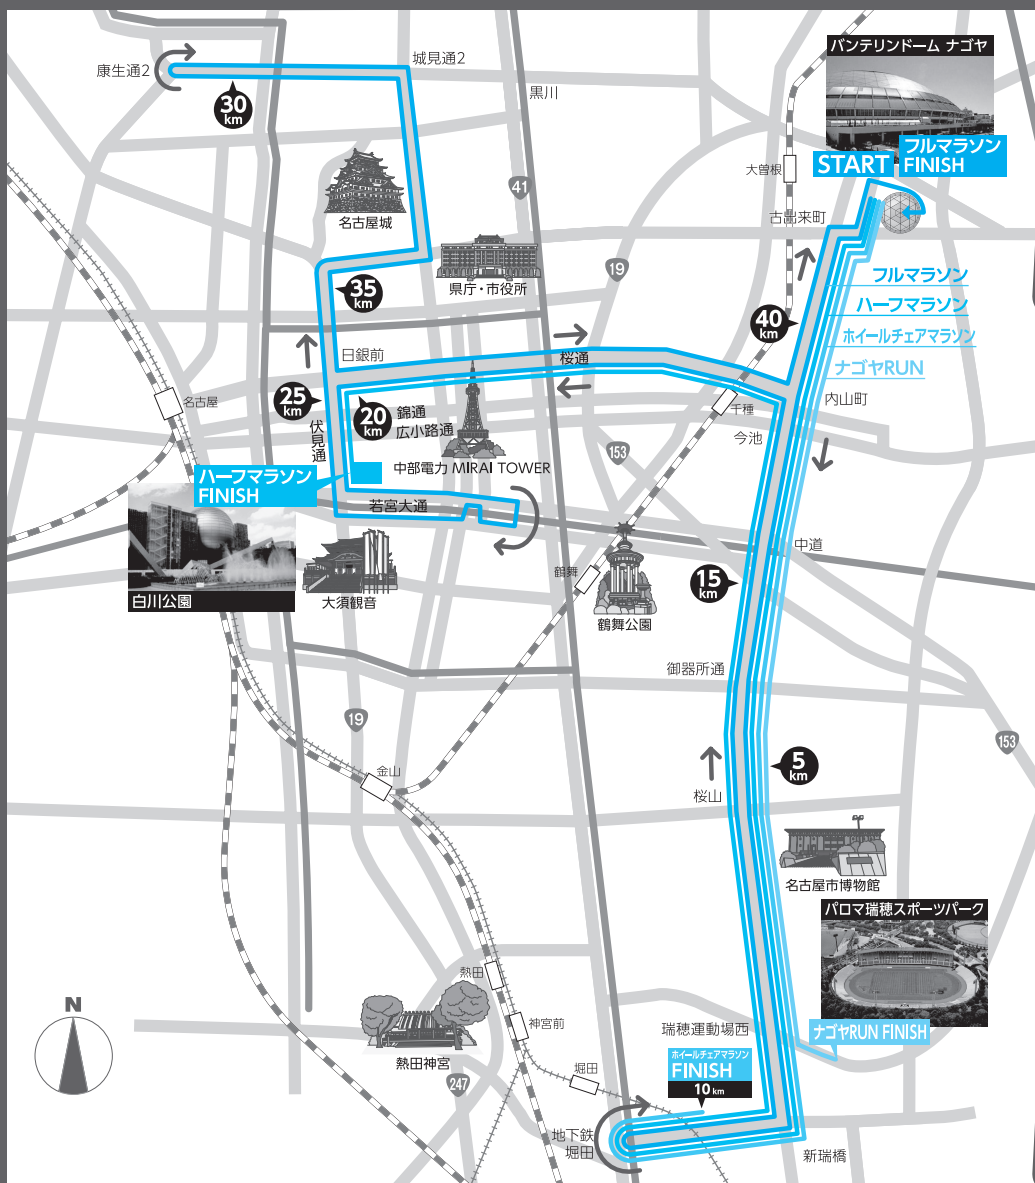 康生通2
城見通2
30
km
黒川
バンテリンドーム ナゴヤ
START
フルマラソン
FINISH
大曽根
41
名古屋城
古出来町
県庁・市役所
19
35
km
フルマラソン
ハーフマラソン
ホイールチェアマラソン
ナゴヤRUN
40
km
日銀前
桜通
名古屋
25
km
20
km
錦通
広小路通
伏見通
千種
内山町
今池
153
中部電力 MIRAI TOWER
ハーフマラソン
FINISH
若宮大通
白川公園
大須観音
中道
鶴舞
15
km
鶴舞公園
御器所通
19
153
金山
5
km
桜山
名古屋市博物館
パロマ瑞穂スポーツパーク
熱田
N
神宮前
瑞穂運動場西
ナゴヤRUN FINISH
ホイールチェアマラソン
FINISH
10 km
熱田神宮
247
堀田
地下鉄
堀田
新瑞橋